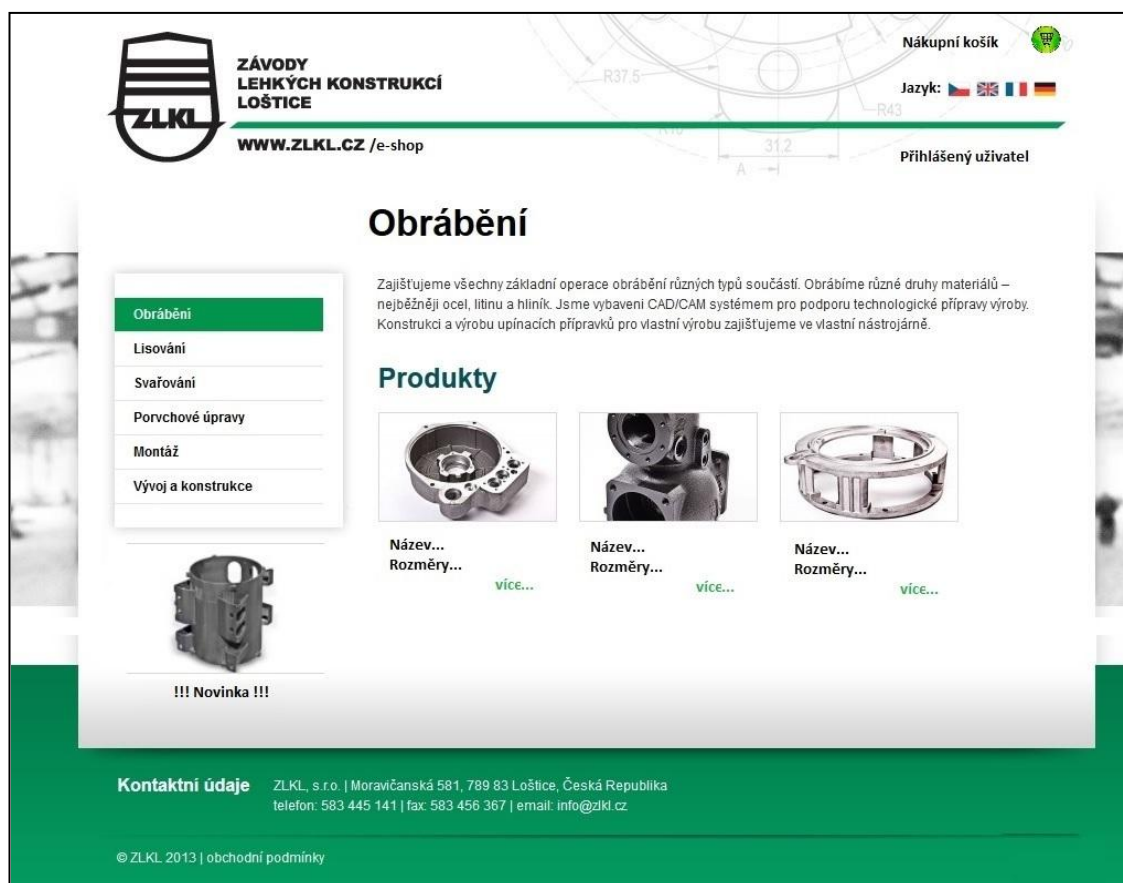 Nákupní košík
ZÁVODY
LEHKÝCH KONSTRUKCÍ
LOŠTICE
ZLKL
Jazyk:
R37.5
R43
WWW.ZLKL.CZ /e-shop
31.2
A
Přihlášený uživatel
Obrábění
Zajišťujeme všechny základní operace obrábění různých typů součástí. Obrábíme různé druhy materiálů –
nejběžněji ocel, litinu a hliník. Jsme vybaveni CAD/CAM systémem pro podporu technologické přípravy výroby.
Konstrukci a výrobu upínacích přípravků pro vlastní výrobu zajišťujeme ve vlastní nástrojárně.
Obrábění
Lisování
Svařování
Porvchové úpravy
Montáž
Vývoj a konstrukce
Produkty
Název...
Rozměry...
více...
Název...
Rozměry...
více...
Název...
Rozměry...
více...
!!! Novinka !!!
Kontaktní údaje
ZLKL, s.r.o. | Moravičanská 581, 789 83 Loštice, Česká Republika
telefon: 583 445 141 | fax: 583 456 367 | email: info@zlkl.cz
© ZLKL 2013 | obchodní podmínky